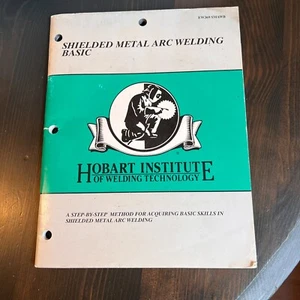 SHIELDED METAL ARC WELDING
BASIC
HOBART INSTITUTE
OF WELDING TECHNOLOGY
A STEP-BY-STEP METHOD FOR ACQUIRING BASIC SKILLS IN
SHIELDED METAL ARC WELDING